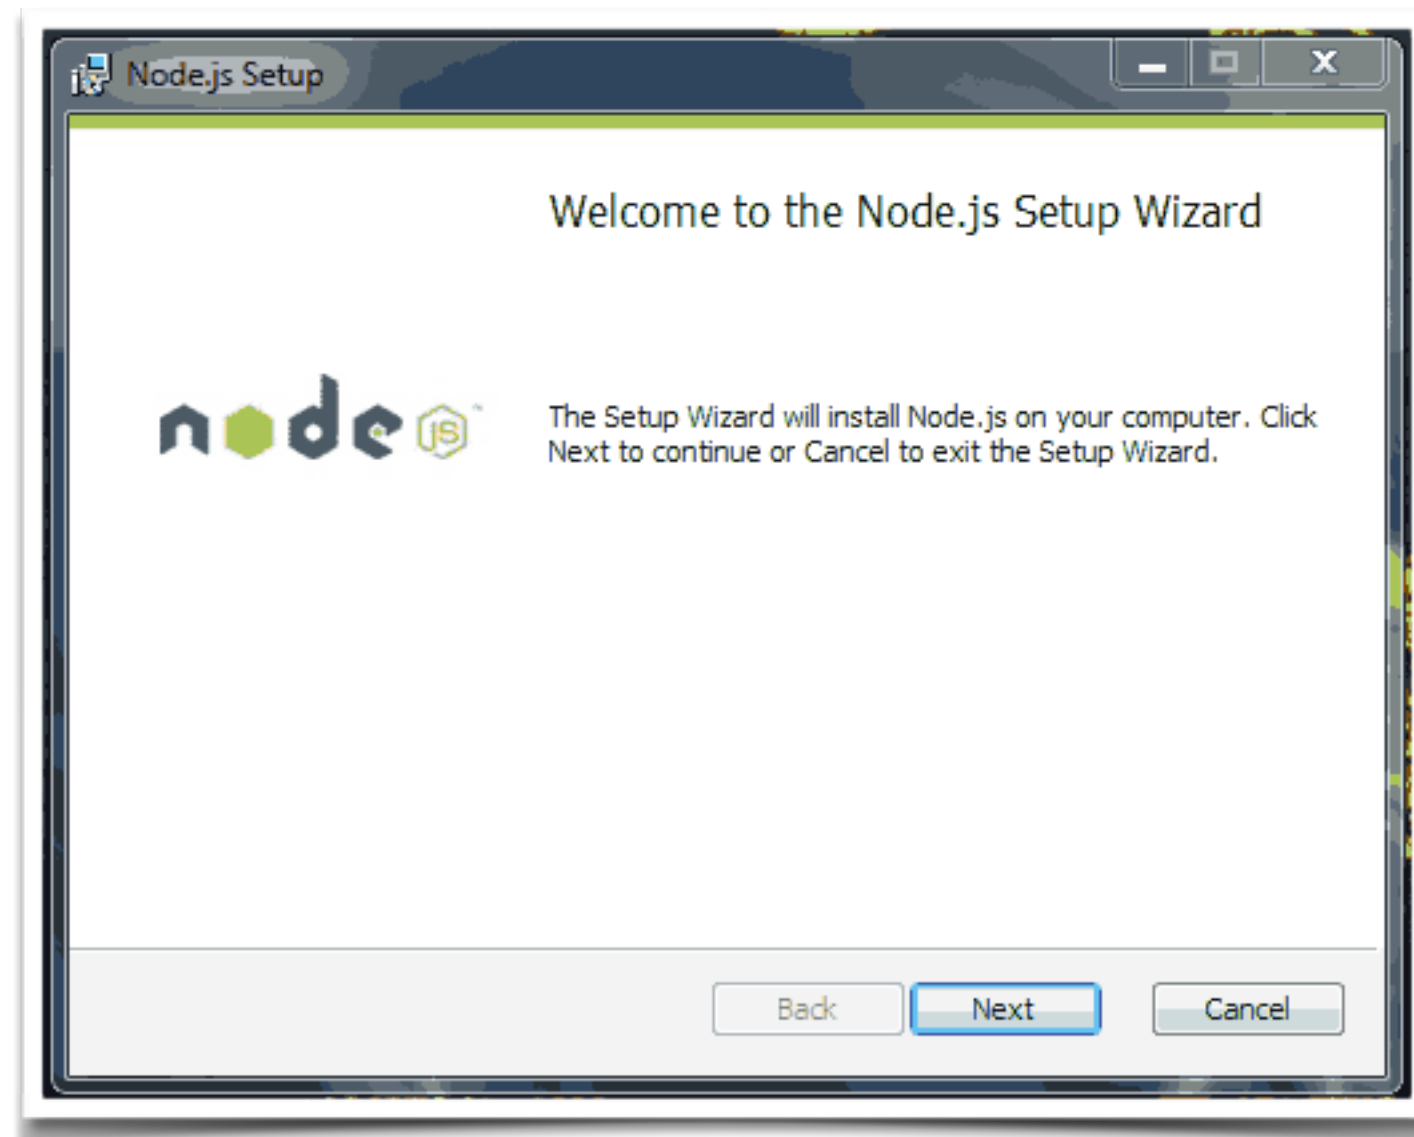 Node.js Setup
Welcome to the Node.js Setup Wizard
node JS™
The Setup Wizard will install Node.js on your computer. Click
Next to continue or Cancel to exit the Setup Wizard.
Back
Next
Cancel